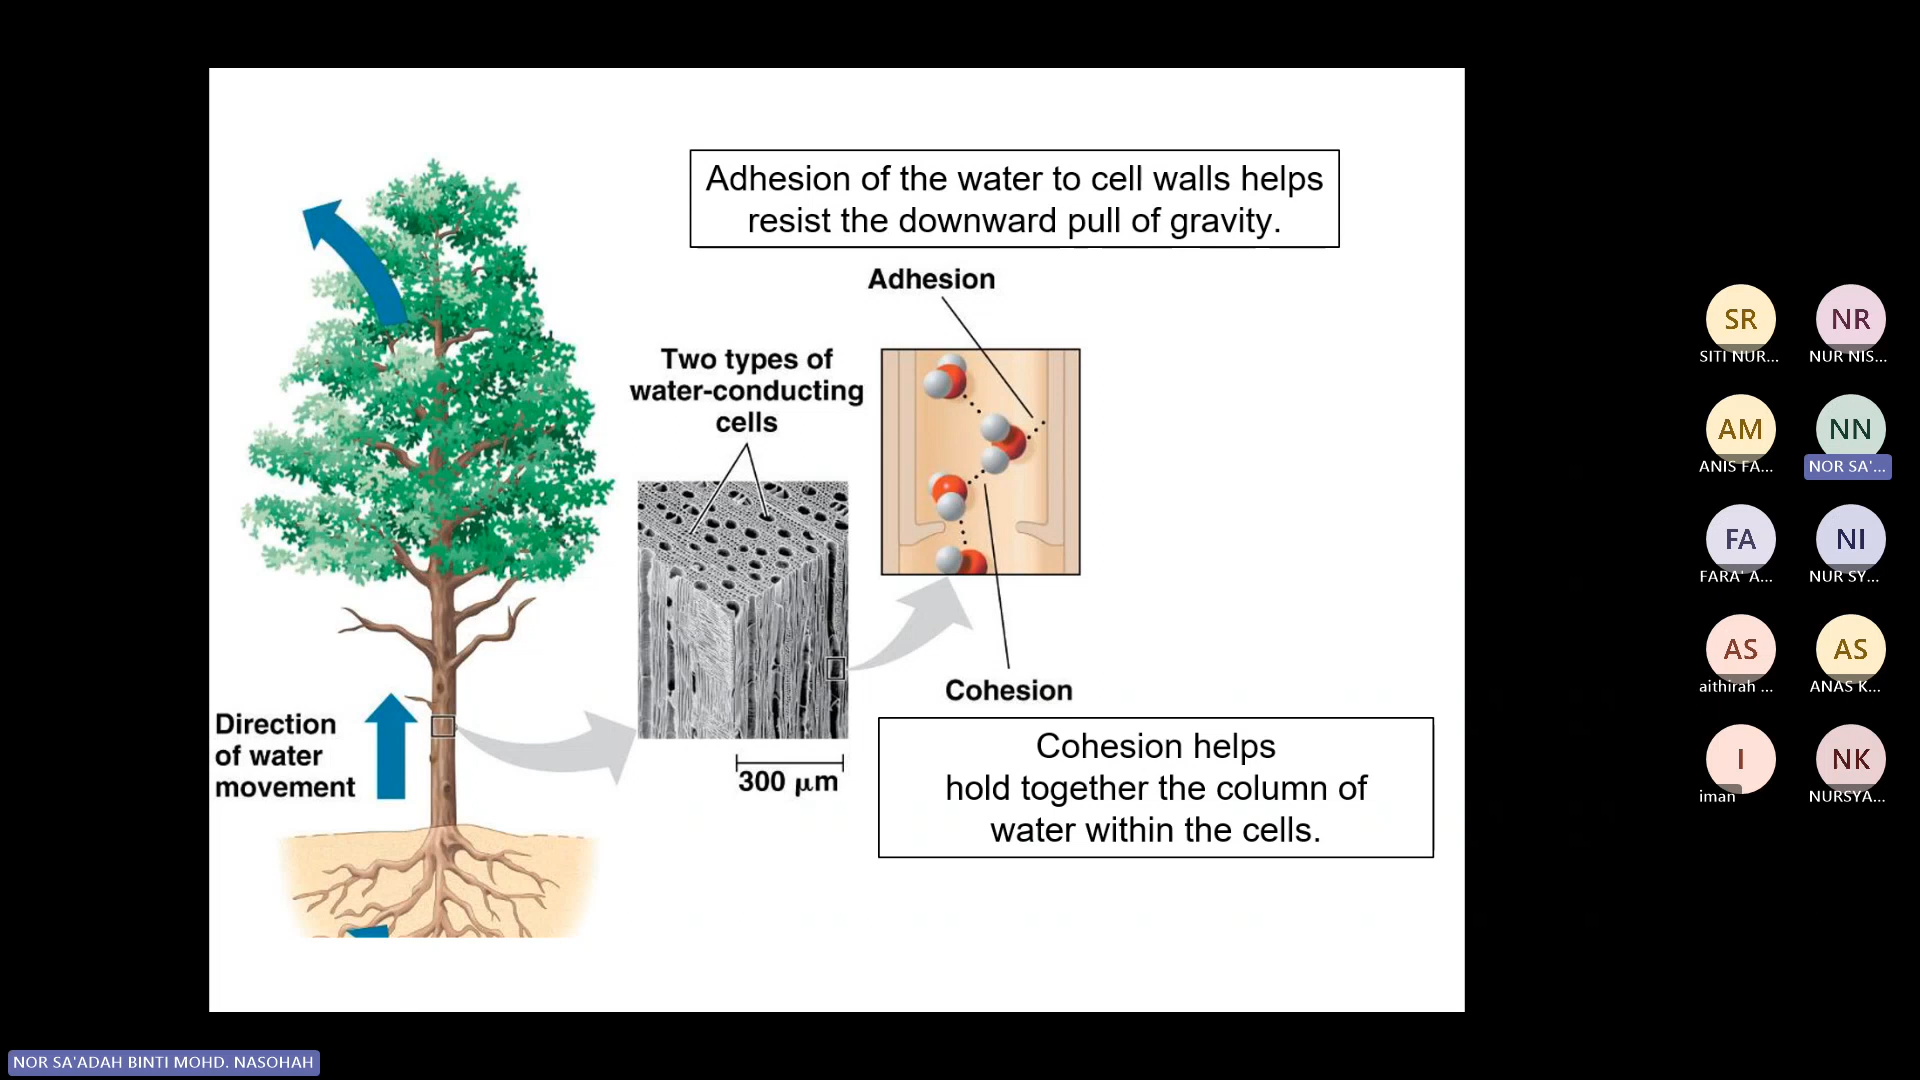 Adhesion of the water to cell walls helps
resist the downward pull of gravity.
Adhesion
Two types of
water-conducting
cells
Direction
of water
movement
300 μm
Cohesion
Cohesion helps
hold together the column of
water within the cells.
SR
SITI NUR...
NR
NUR NIS...
AM
ANIS FA...
NN
NOR SA'...
FA
FARA' A...
NI
NUR SY...
AS
aithirah ...
AS
ANAS K...
I
iman
NK
NURSYA...
NOR SA'ADAH BINTI MOHD. NASOHAH